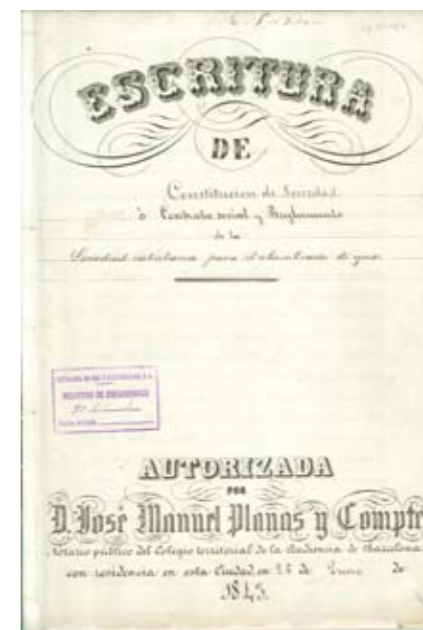 ESCRITURA
DE
Constitucion de Sociedad
ò Contrata social y Reglamento
de la
Sociedad catalana para el alumbrado de gas.
AUTORIZADA
POR
D. José Manuel Planas y Compte
Notario público del Colegio territorial de la Audiencia de Barcelona
con residencia en esta Ciudad, en 28 de Enero de
1843.